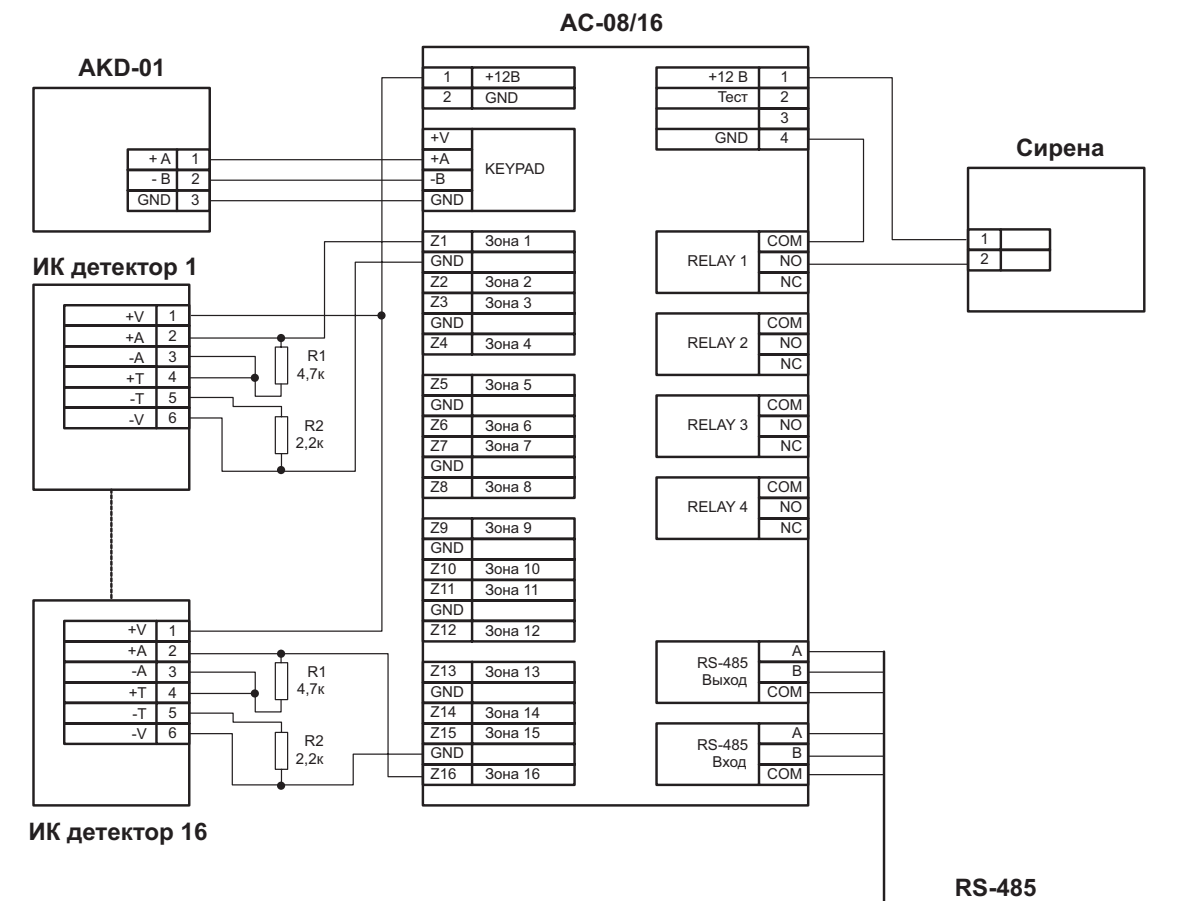 AC-08/16
AKD-01
+ A 1
- B 2
GND 3
1 +12В
2 GND
+V
+A
-B
GND
KEYPAD
Z1 Зона 1
GND
Z2 Зона 2
Z3 Зона 3
GND
Z4 Зона 4
Z5 Зона 5
GND
Z6 Зона 6
Z7 Зона 7
GND
Z8 Зона 8
Z9 Зона 9
GND
Z10 Зона 10
Z11 Зона 11
GND
Z12 Зона 12
Z13 Зона 13
GND
Z14 Зона 14
Z15 Зона 15
GND
Z16 Зона 16
+12 В 1
Тест 2
3
GND 4
RELAY 1
COM
NO
NC
RELAY 2
COM
NO
NC
RELAY 3
COM
NO
NC
RELAY 4
COM
NO
NC
RS-485
Выход
A
B
COM
RS-485
Вход
A
B
COM
Сирена
1
2
ИК детектор 1
+V 1
+A 2
-A 3
+T 4
-T 5
-V 6
R1
4,7к
R2
2,2к
+V 1
+A 2
-A 3
+T 4
-T 5
-V 6
R1
4,7к
R2
2,2к
ИК детектор 16
RS-485